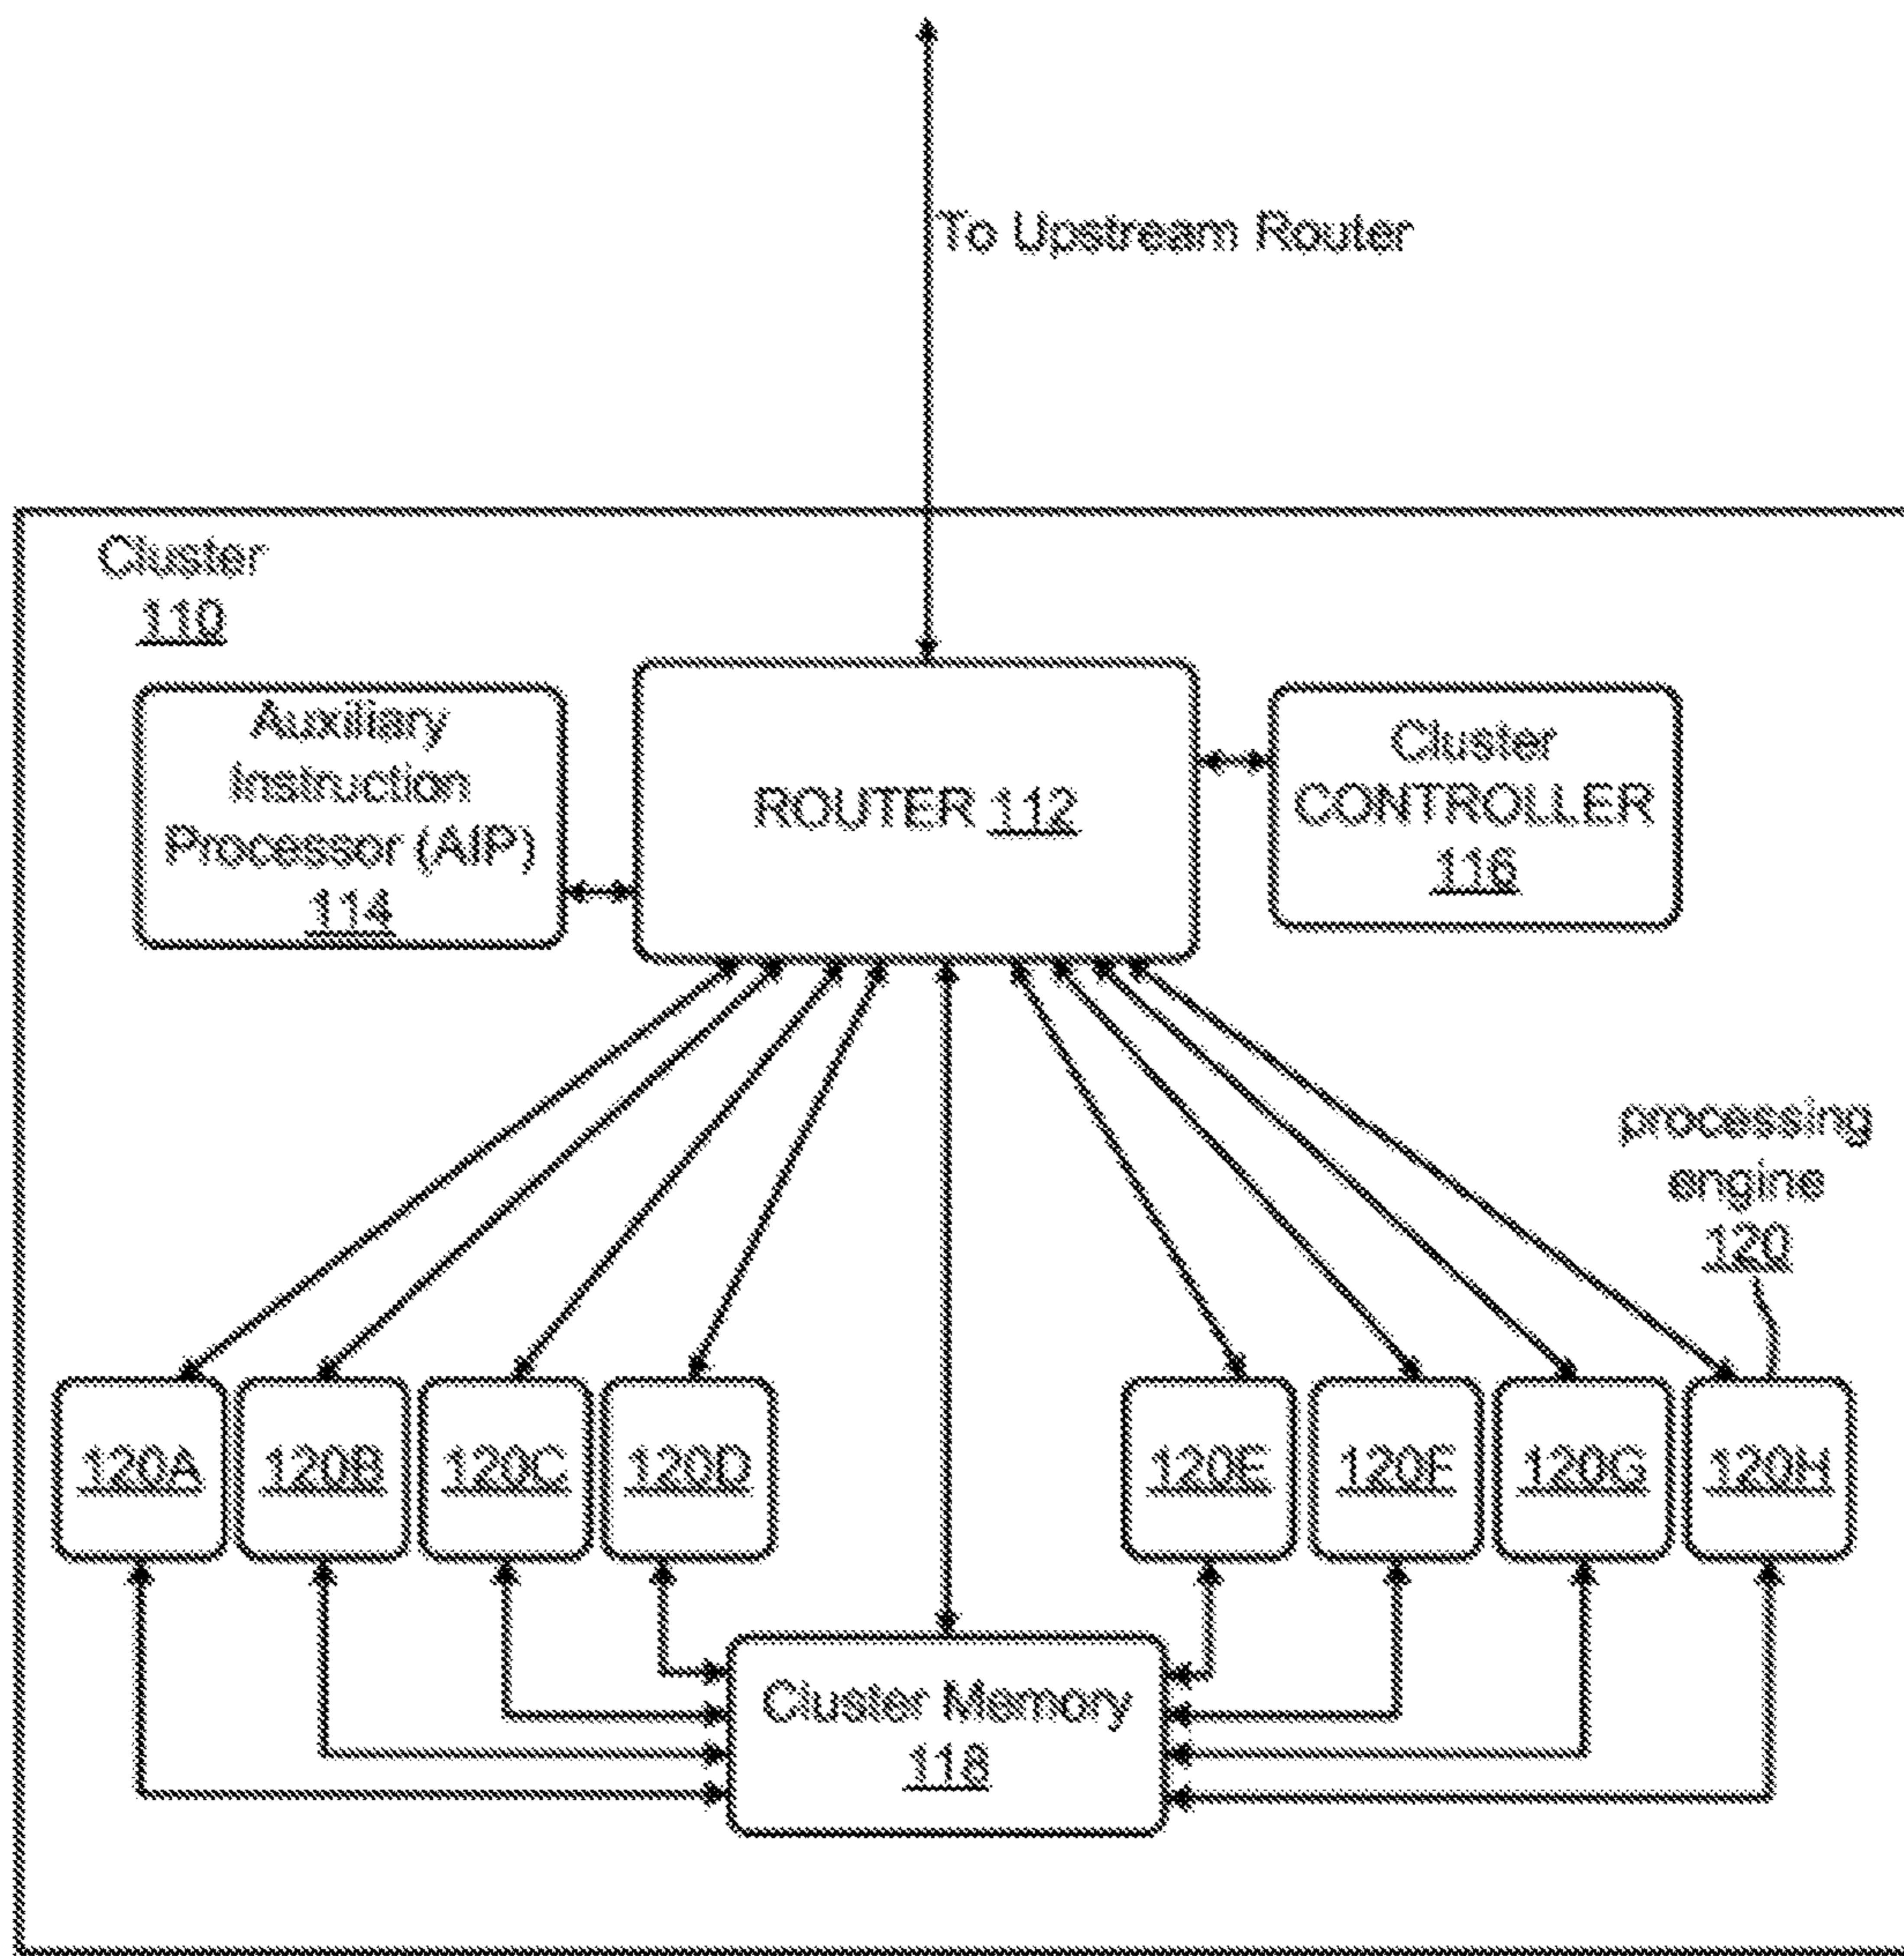 To Upstream Router
Cluster
110
Auxiliary
Instruction
Processor (AIP)
114
ROUTER 112
Cluster
CONTROLLER
116
processing
engine
120
120A
120B
120C
120D
120E
120F
120G
120H
Cluster Memory
118